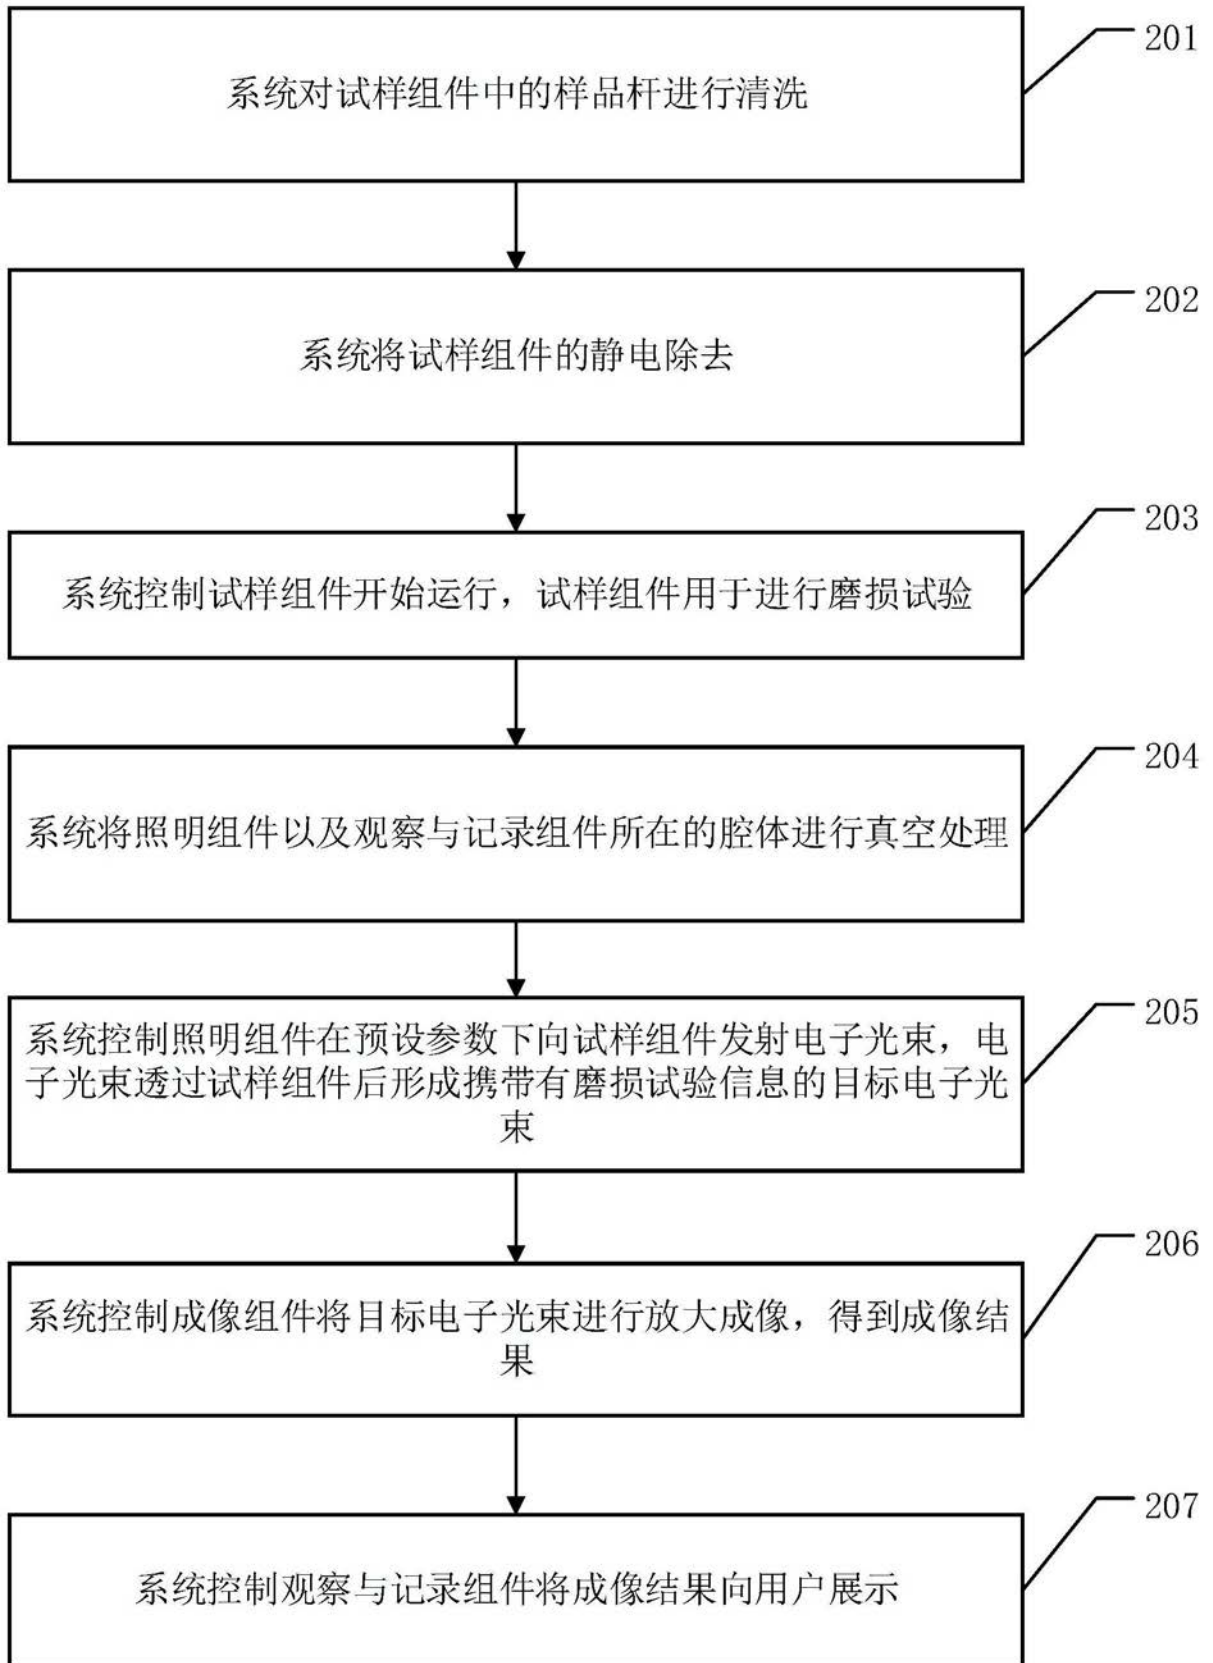 系统对试样组件中的样品杆进行清洗
201
系统将试样组件的静电除去
202
系统控制试样组件开始运行，试样组件用于进行磨损试验
203
系统将照明组件以及观察与记录组件所在的腔体进行真空处理
204
系统控制照明组件在预设参数下向试样组件发射电子光束，电
子光束透过试样组件后形成携带有磨损试验信息的目标电子光
束
205
系统控制成像组件将目标电子光束进行放大成像，得到成像结
果
206
系统控制观察与记录组件将成像结果向用户展示
207